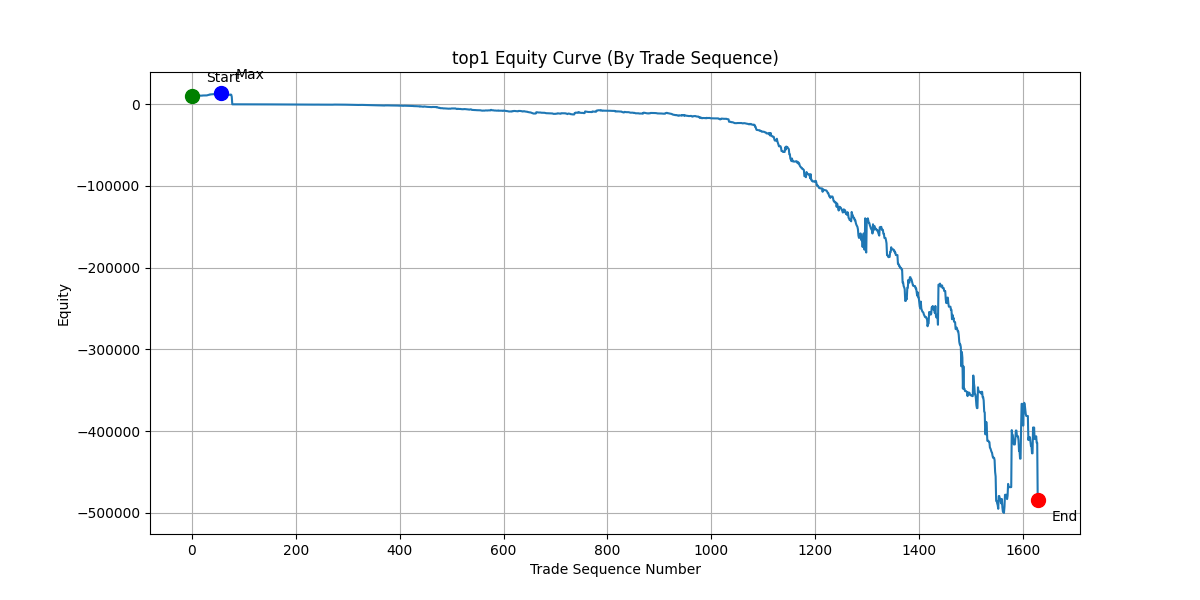 top1 Equity Curve (By Trade Sequence)
Start
Max
0
−100000
−200000
−300000
−400000
−500000
Equity
End
0 200 400 600 800 1000 1200 1400 1600
Trade Sequence Number